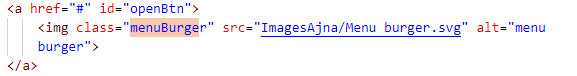 <a href="#" id="openBtn">
<img class="menuBurger" src="ImagesAjna/Menu burger.svg" alt="menu
burger">
</a>